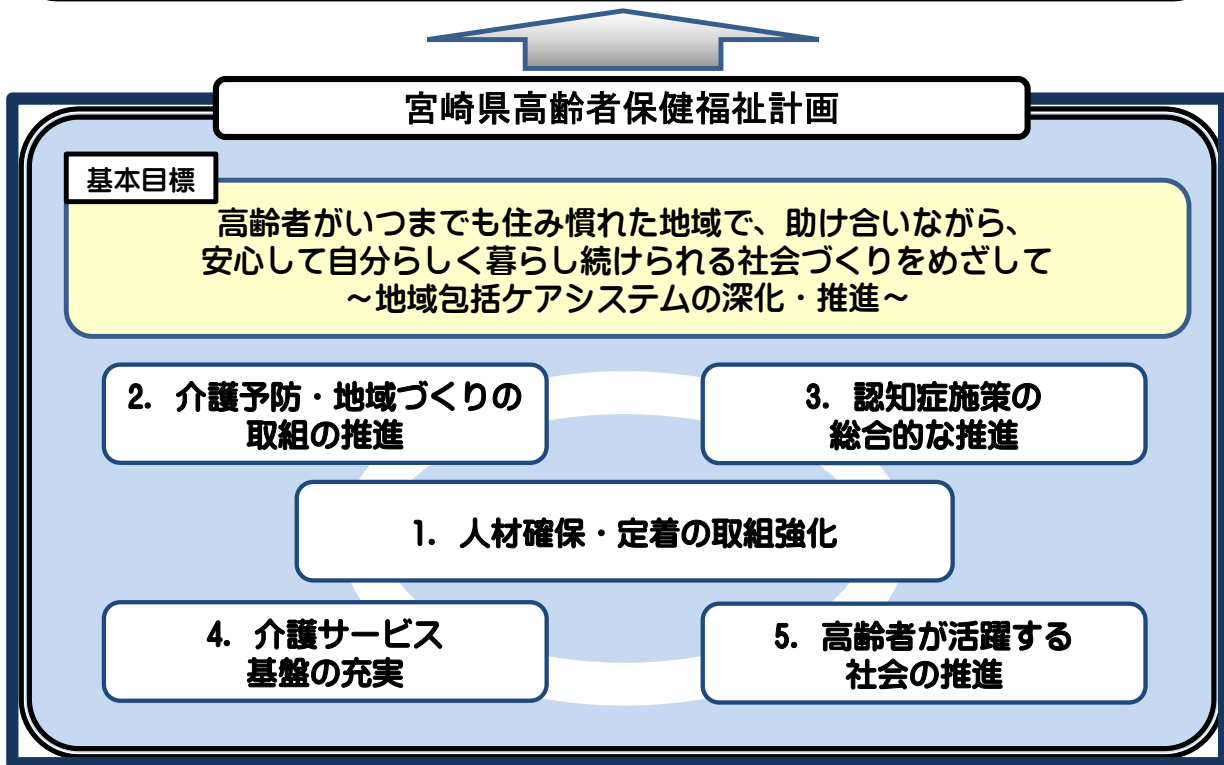 宮崎県高齢者保健福祉計画
基本目標
高齢者がいつまでも住み慣れた地域で、助け合いながら、
安心して自分らしく暮らし続けられる社会づくりをめざして
～地域包括ケアシステムの深化・推進～
2. 介護予防・地域づくりの
取組の推進
3. 認知症施策の
総合的な推進
1. 人材確保・定着の取組強化
4. 介護サービス
基盤の充実
5. 高齢者が活躍する
社会の推進